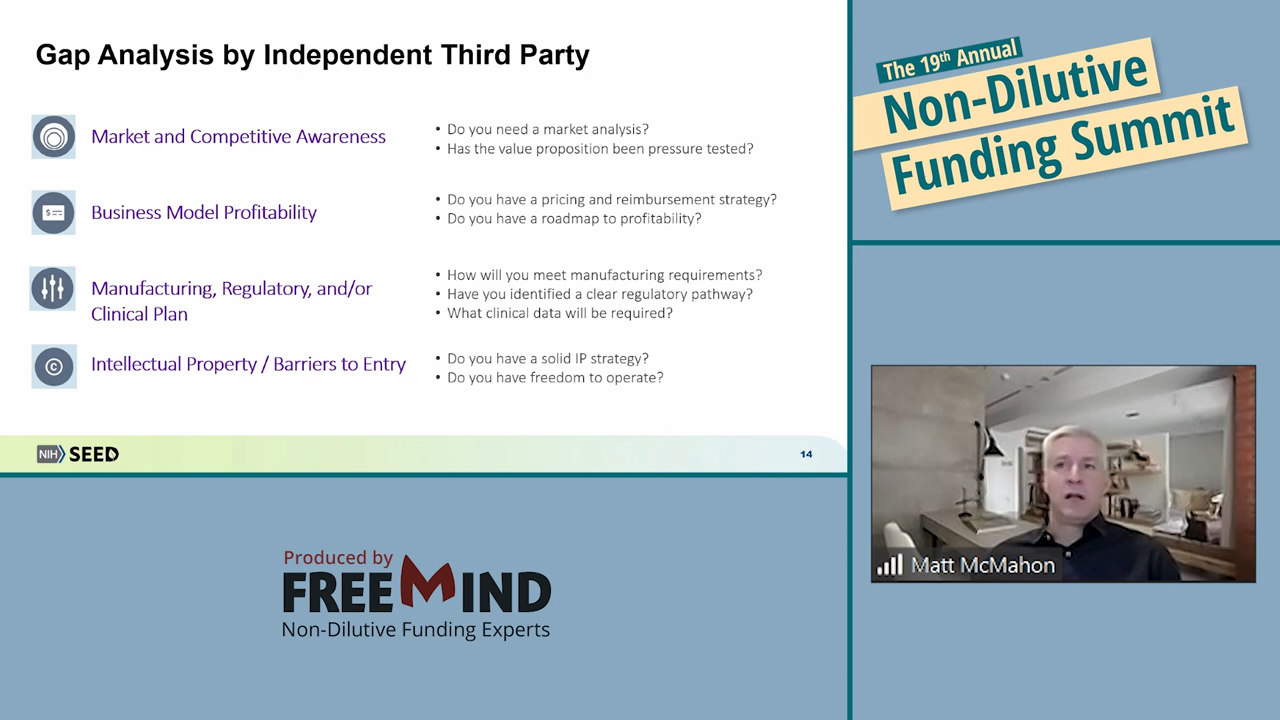 Gap Analysis by Independent Third Party
Market and Competitive Awareness
• Do you need a market analysis?
• Has the value proposition been pressure tested?
Business Model Profitability
• Do you have a pricing and reimbursement strategy?
• Do you have a roadmap to profitability?
Manufacturing, Regulatory, and/or
Clinical Plan
• How will you meet manufacturing requirements?
• Have you identified a clear regulatory pathway?
• What clinical data will be required?
Intellectual Property / Barriers to Entry
• Do you have a solid IP strategy?
• Do you have freedom to operate?
NIH SEED
14
The 19th Annual
Non-Dilutive
Funding Summit
Matt McMahon
Produced by
FREEMIND
Non-Dilutive Funding Experts